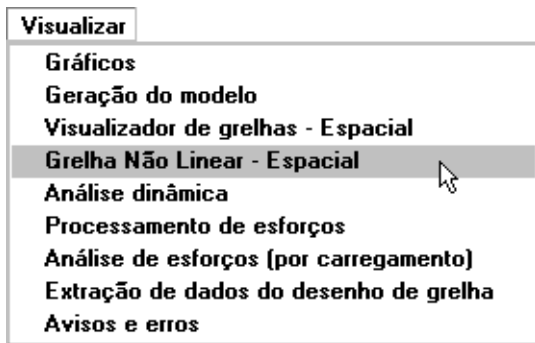 Visualizar
Gráficos
Geração do modelo
Visualizador de grelhas - Espacial
Grelha Não Linear - Espacial
Análise dinâmica
Processamento de esforços
Análise de esforços (por carregamento)
Extração de dados do desenho de grelha
Avisos e erros